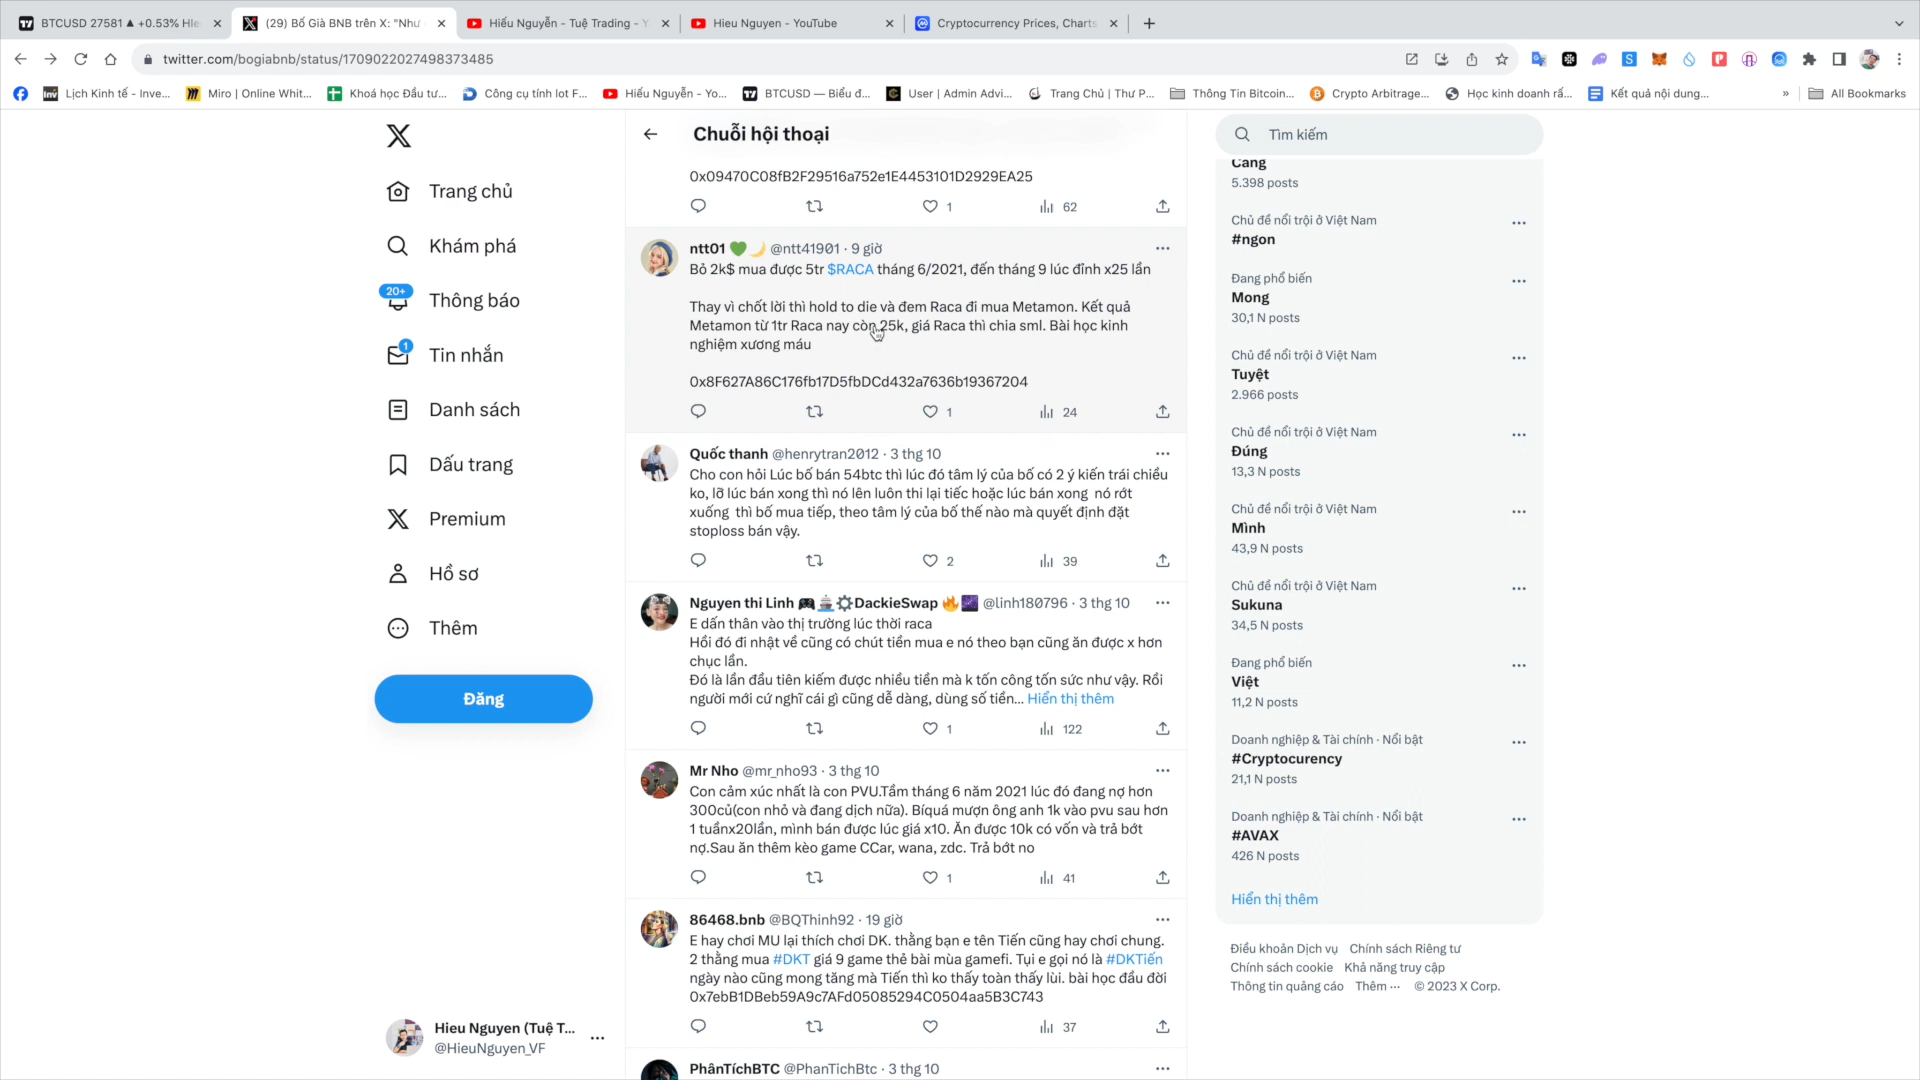 BTCUSD 27581 ▲ +0.53% Hie
(29) Bố Già BNB trên X: "Như
Hiếu Nguyễn - Tuệ Trading - Y
Hieu Nguyen - YouTube
Cryptocurrency Prices, Charts
twitter.com/bogiabnb/status/1709022027498373485
Lịch Kinh tế - Inve...
Miro | Online Whit...
Khoá học Đầu tư...
Công cụ tính lot F...
Hiếu Nguyễn - Yo...
BTCUSD — Biểu đ...
User | Admin Advi...
Trang Chủ | Thư P...
Thông Tin Bitcoin...
Crypto Arbitrage...
Học kinh doanh rấ...
Kết quả nội dung...
»
All Bookmarks
Trang chủ
Khám phá
20+
Thông báo
1
Tin nhắn
Danh sách
Dấu trang
Premium
Hồ sơ
Thêm
Đăng
Hieu Nguyen (Tuệ T...
@HieuNguyen_VF
Chuỗi hội thoại
0x09470C08fB2F29516a752e1E4453101D2929EA25
1 62
ntt01 💚🌙 @ntt41901 · 9 giờ
Bỏ 2k$ mua được 5tr $RACA tháng 6/2021, đến tháng 9 lúc đỉnh x25 lần
Thay vì chốt lời thì hold to die và đem Raca đi mua Metamon. Kết quả
Metamon từ 1tr Raca nay còn 25k, giá Raca thì chia sml. Bài học kinh
nghiệm xương máu
0x8F627A86C176fb17D5fbDCd432a7636b19367204
1 24
Quốc thanh @henrytran2012 · 3 thg 10
Cho con hỏi Lúc bố bán 54btc thì lúc đó tâm lý của bố có 2 ý kiến trái chiều
ko, lỡ lúc bán xong thì nó lên luôn thi lại tiếc hoặc lúc bán xong nó rớt
xuống thì bố mua tiếp, theo tâm lý của bố thế nào mà quyết định đặt
stoploss bán vậy.
2 39
Nguyen thi Linh 🎮🚢⚙️DackieSwap 🔥🌌 @linh180796 · 3 thg 10
E dấn thân vào thị trường lúc thời raca
Hồi đó đi nhật về cũng có chút tiền mua e nó theo bạn cũng ăn được x hơn
chục lần.
Đó là lần đầu tiên kiếm được nhiều tiền mà k tốn công tốn sức như vậy. Rồi
người mới cứ nghĩ cái gì cũng dễ dàng, dùng số tiền... Hiển thị thêm
1 122
Mr Nho @mr_nho93 · 3 thg 10
Con cảm xúc nhất là con PVU.Tầm tháng 6 năm 2021 lúc đó đang nợ hơn
300củ(con nhỏ và đang dịch nữa). Bíquá mượn ông anh 1k vào pvu sau hơn
1 tuầnx20lần, mình bán được lúc giá x10. Ăn được 10k có vốn và trả bớt
nợ.Sau ăn thêm kèo game CCar, wana, zdc. Trả bớt no
1 41
86468.bnb @BQThinh92 · 19 giờ
E hay chơi MU lại thích chơi DK. thằng bạn e tên Tiến cũng hay chơi chung.
2 thằng mua #DKT giá 9 game thẻ bài mùa gamefi. Tụi e gọi nó là #DKTiến
ngày nào cũng mong tăng mà Tiến thì ko thấy toàn thấy lùi. bài học đầu đời
0x7ebB1DBeb59A9c7AFd05085294C0504aa5B3C743
37
PhânTíchBTC @PhanTichBtc · 3 thg 10
Tìm kiếm
Cang
5.398 posts
Chủ đề nổi trội ở Việt Nam
#ngon
Đang phổ biến
Mong
30,1 N posts
Chủ đề nổi trội ở Việt Nam
Tuyệt
2.966 posts
Chủ đề nổi trội ở Việt Nam
Đúng
13,3 N posts
Chủ đề nổi trội ở Việt Nam
Mình
43,9 N posts
Chủ đề nổi trội ở Việt Nam
Sukuna
34,5 N posts
Đang phổ biến
Việt
11,2 N posts
Doanh nghiệp & Tài chính · Nổi bật
#Cryptocurency
21,1 N posts
Doanh nghiệp & Tài chính · Nổi bật
#AVAX
426 N posts
Hiển thị thêm
Điều khoản Dịch vụ Chính sách Riêng tư
Chính sách cookie Khả năng truy cập
Thông tin quảng cáo Thêm ··· © 2023 X Corp.